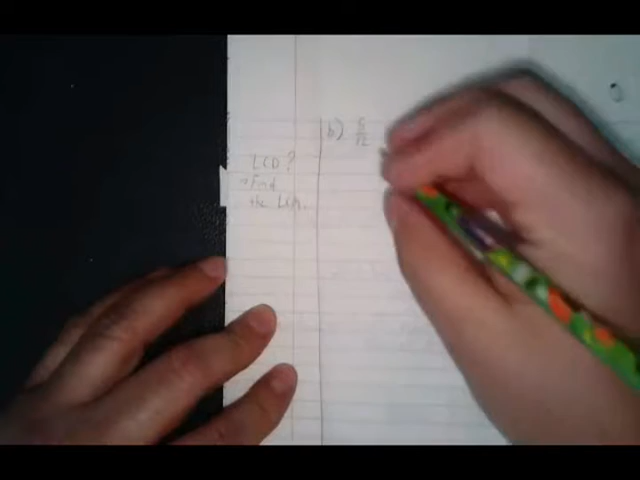 b) 5/12
LCD?
→ Find
the LCM.